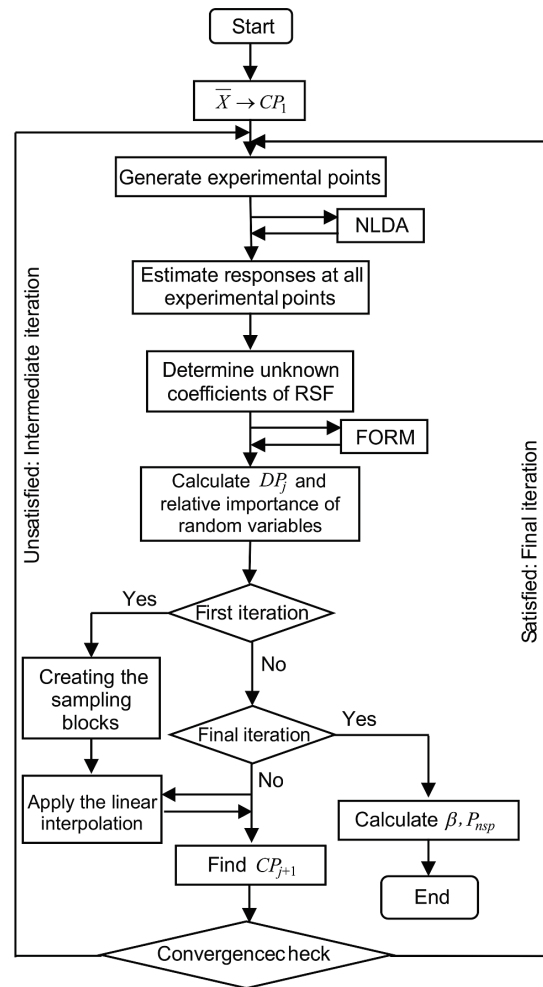 Start
X̅ → CP₁
Generate experimental points
NLDA
Estimate responses at all
experimental points
Determine unknown
coefficients of RSF
FORM
Calculate DPⱼ and
relative importance of
random variables
Unsatisfied: Intermediate iteration
Satisfied: Final iteration
Yes
First iteration
No
Creating the
sampling
blocks
Final iteration
Yes
No
Apply the linear
interpolation
Calculate β, Pₙₛₚ
Find CPⱼ₊₁
End
Convergencecheck